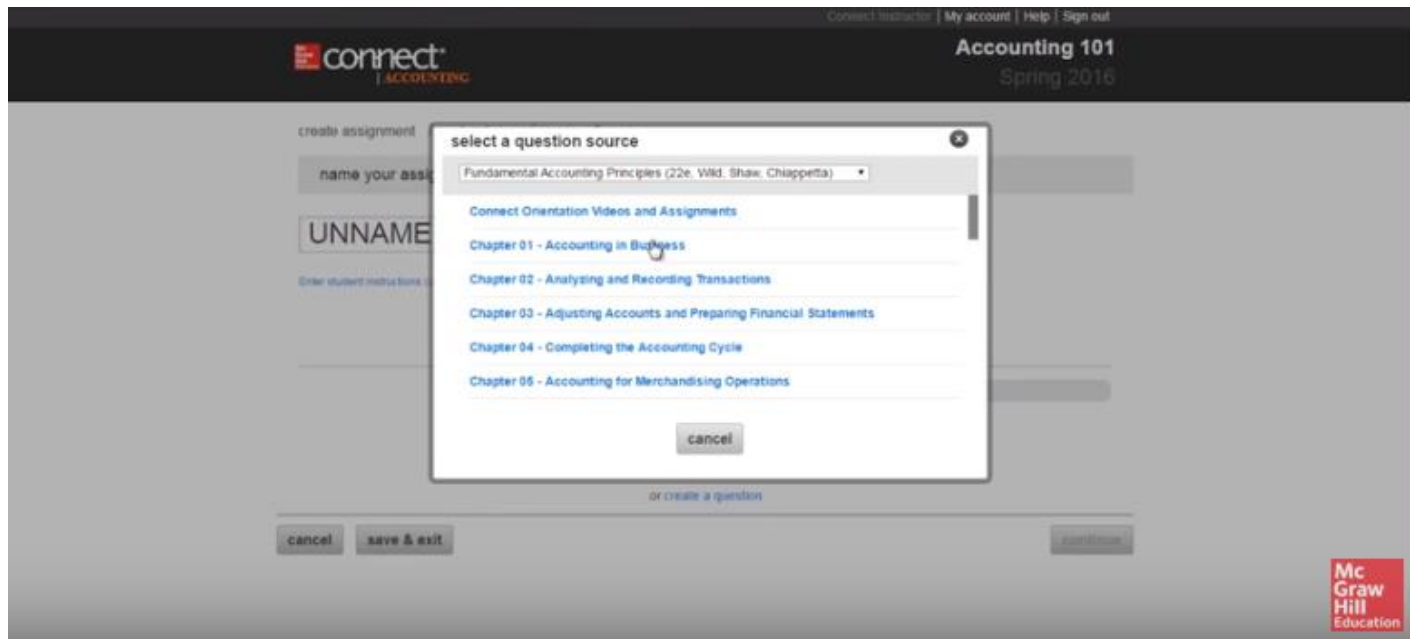 Connect Instructor | My account | Help | Sign out
connect
| ACCOUNTING
Accounting 101
Spring 2016
create assignment
select a question source
name your assig
Fundamental Accounting Principles (22e, Wild, Shaw, Chiappetta)
Connect Orientation Videos and Assignments
UNNAME
Chapter 01 - Accounting in Business
Enter student instructions
Chapter 02 - Analyzing and Recording Transactions
Chapter 03 - Adjusting Accounts and Preparing Financial Statements
Chapter 04 - Completing the Accounting Cycle
Chapter 05 - Accounting for Merchandising Operations
cancel
or create a question
cancel save & exit continue
Mc
Graw
Hill
Education